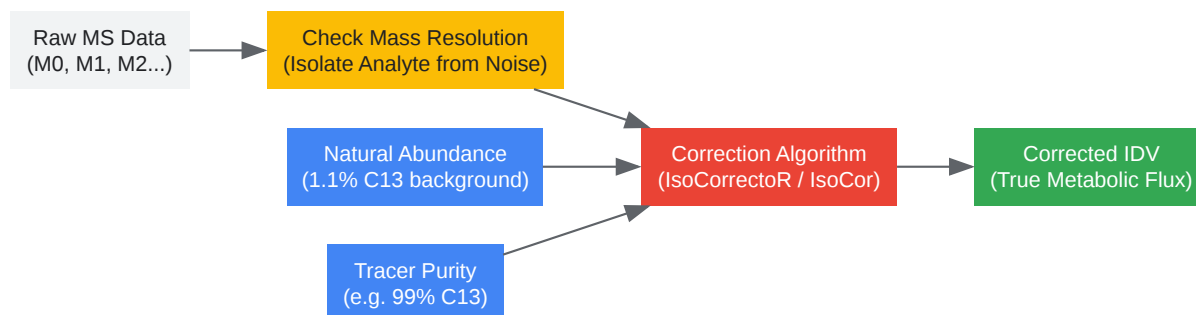 Raw MS Data
(M0, M1, M2...)
Check Mass Resolution
(Isolate Analyte from Noise)
Natural Abundance
(1.1% C13 background)
Correction Algorithm
(IsoCorrectoR / IsoCor)
Corrected IDV
(True Metabolic Flux)
Tracer Purity
(e.g. 99% C13)